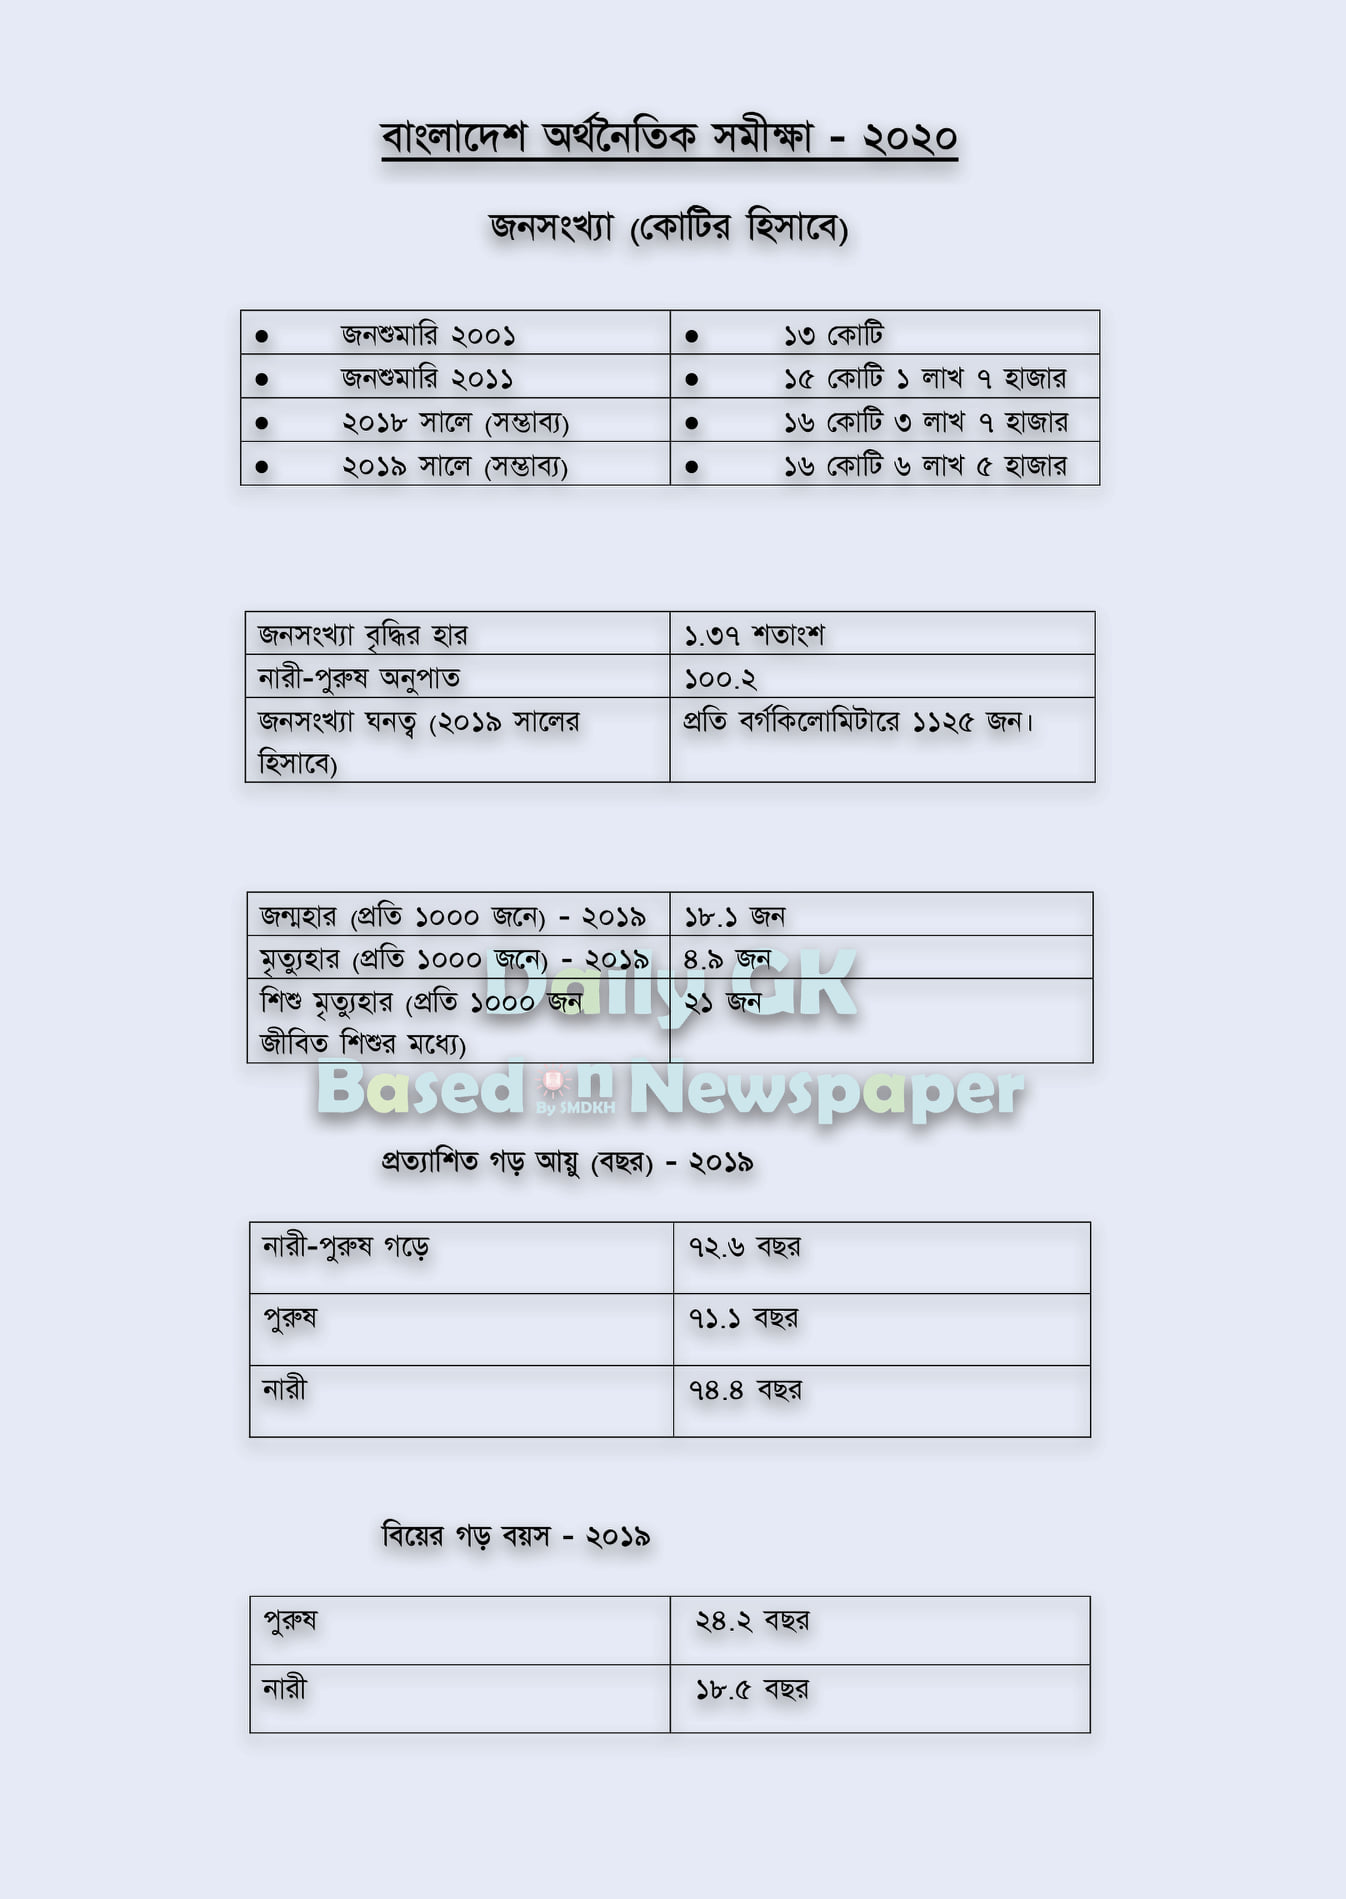 বাংলাদেশ অর্থনৈতিক সমীক্ষা - ২০২০
জনসংখ্যা (কোটির হিসাবে)
• জনশুমারি ২০০১ • ১৩ কোটি
• জনশুমারি ২০১১ • ১৫ কোটি ১ লাখ ৭ হাজার
• ২০১৮ সালে (সম্ভাব্য) • ১৬ কোটি ৩ লাখ ৭ হাজার
• ২০১৯ সালে (সম্ভাব্য) • ১৬ কোটি ৬ লাখ ৫ হাজার
জনসংখ্যা বৃদ্ধির হার ১.৩৭ শতাংশ
নারী-পুরুষ অনুপাত ১০০.২
জনসংখ্যা ঘনত্ব (২০১৯ সালের প্রতি বর্গকিলোমিটারে ১১২৫ জন।
হিসাবে)
জন্মহার (প্রতি ১০০০ জনে) - ২০১৯ ১৮.১ জন
মৃত্যুহার (প্রতি ১০০০ জনে) - ২০১৯ ৪.৯ জন
শিশু মৃত্যুহার (প্রতি ১০০০ জন ২১ জন
জীবিত শিশুর মধ্যে)
Daily GK
Based on Newspaper
By SMDKH
প্রত্যাশিত গড় আয়ু (বছর) - ২০১৯
নারী-পুরুষ গড়ে ৭২.৬ বছর
পুরুষ ৭১.১ বছর
নারী ৭৪.৪ বছর
বিয়ের গড় বয়স - ২০১৯
পুরুষ ২৪.২ বছর
নারী ১৮.৫ বছর